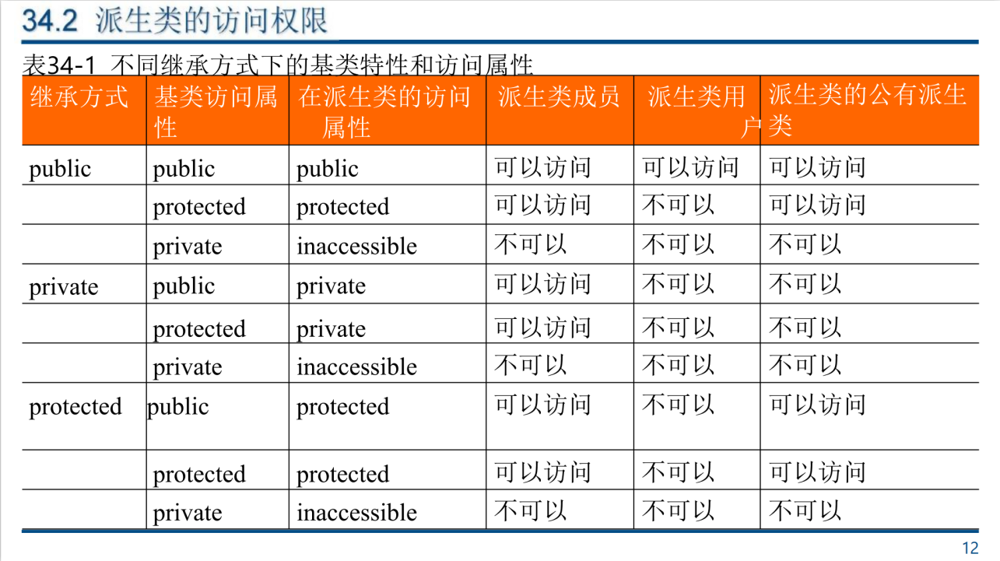 34.2 派生类的访问权限
表34-1 不同继承方式下的基类特性和访问属性
继承方式 基类访问属性 在派生类的访问属性 派生类成员 派生类用户 派生类的公有派生类
public public public 可以访问 可以访问 可以访问
protected protected 可以访问 不可以 可以访问
private inaccessible 不可以 不可以 不可以
private public private 可以访问 不可以 不可以
protected private 可以访问 不可以 不可以
private inaccessible 不可以 不可以 不可以
protected public protected 可以访问 不可以 可以访问
protected protected 可以访问 不可以 可以访问
private inaccessible 不可以 不可以 不可以
12